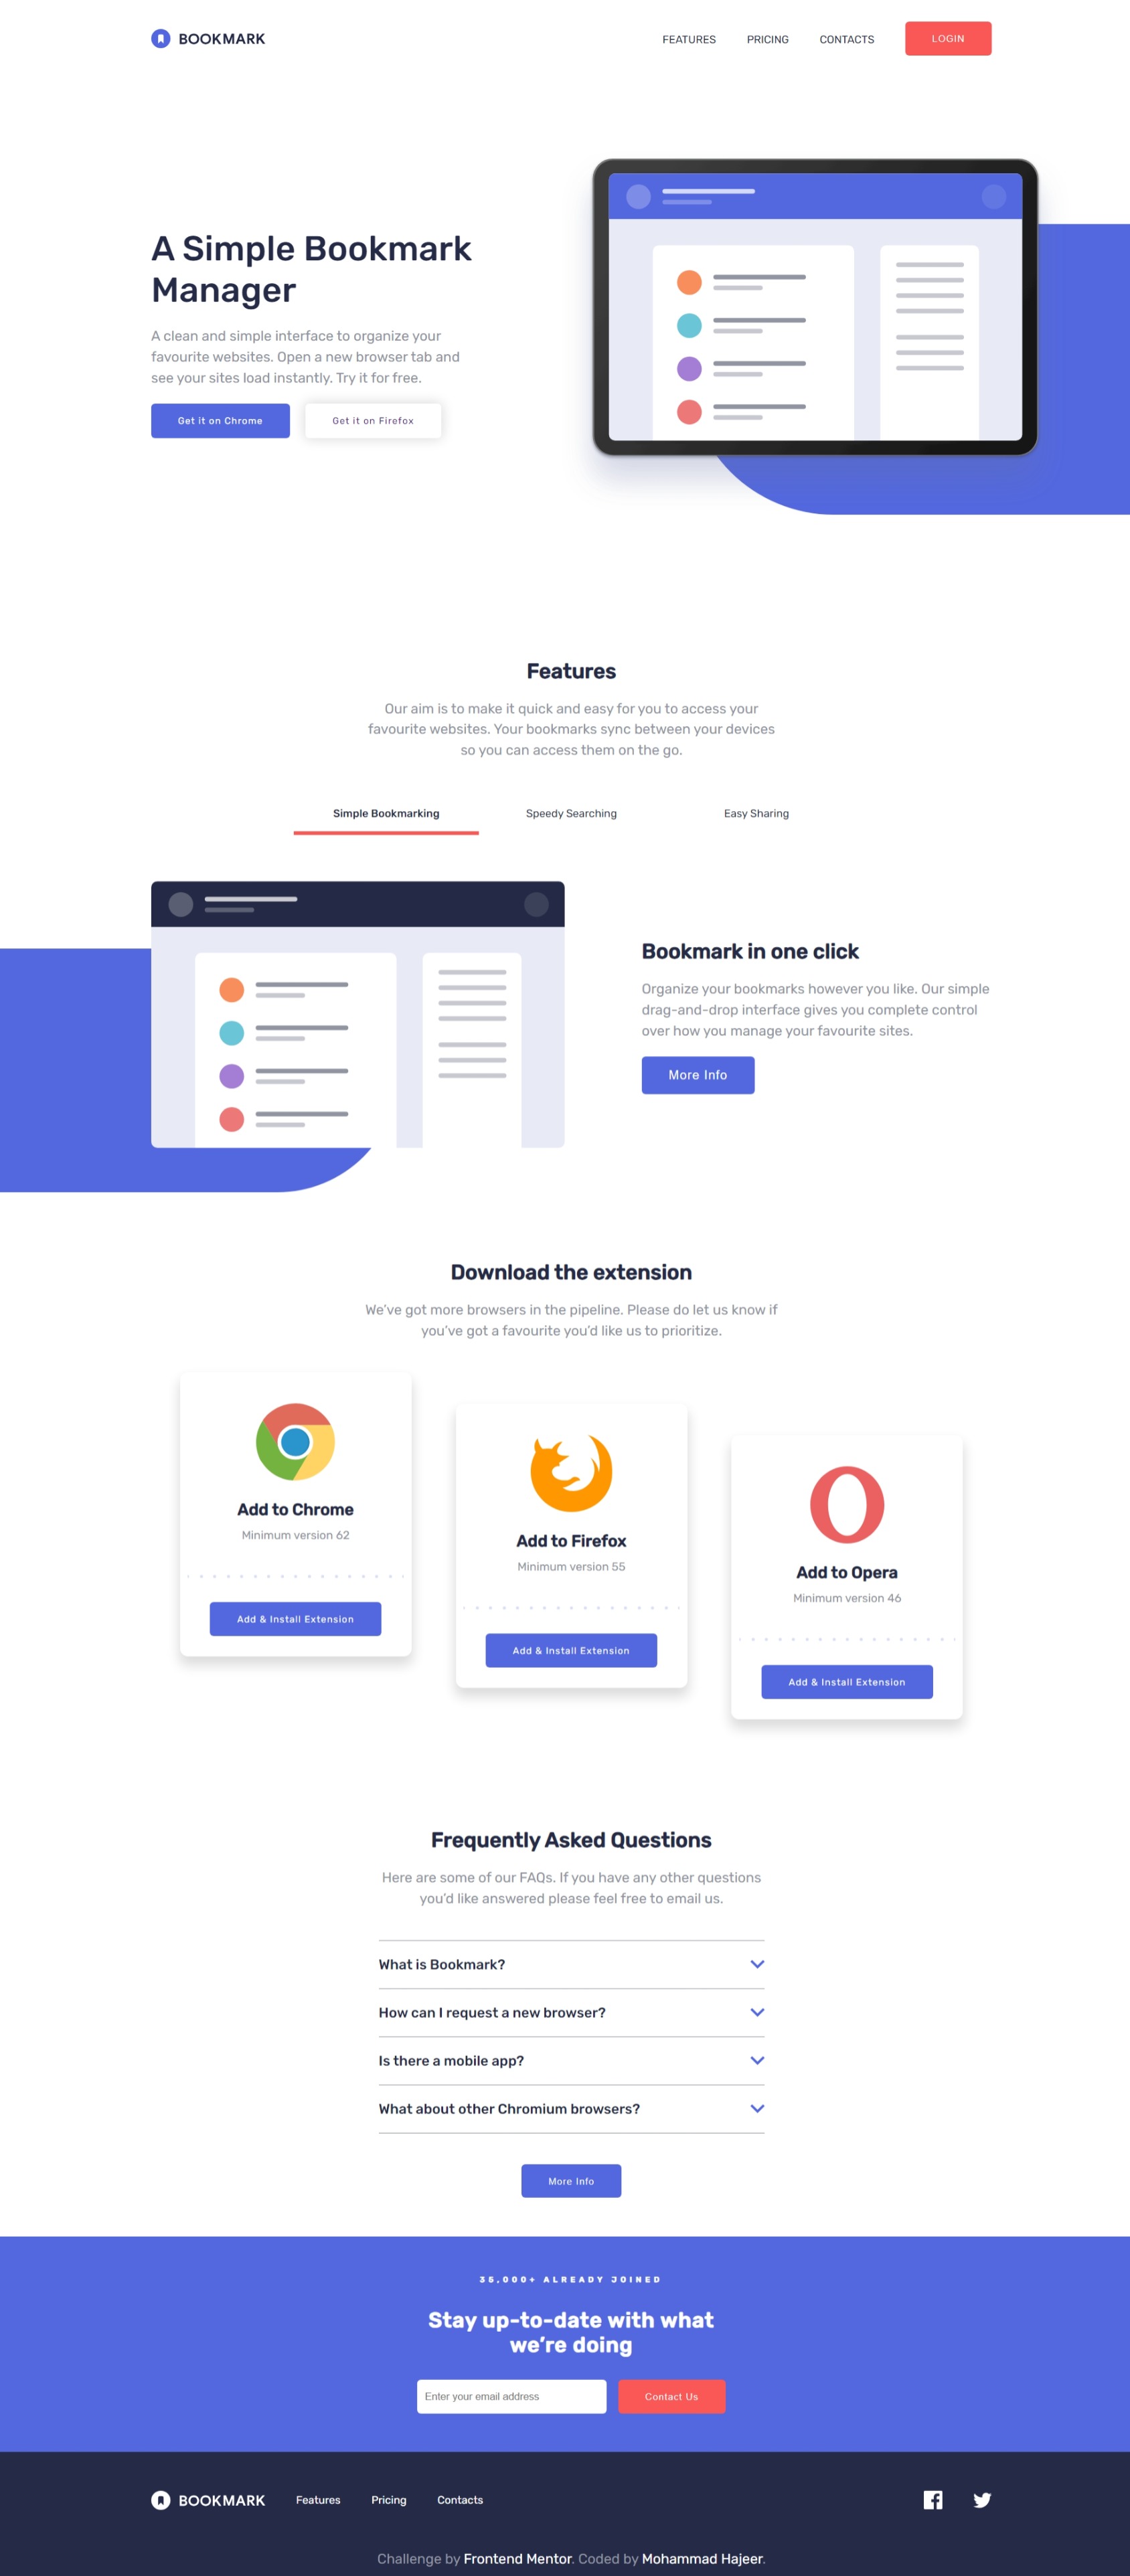 BOOKMARK
FEATURES
PRICING
CONTACTS
LOGIN
A Simple Bookmark
Manager
A clean and simple interface to organize your
favourite websites. Open a new browser tab and
see your sites load instantly. Try it for free.
Get it on Chrome
Get it on Firefox
Features
Our aim is to make it quick and easy for you to access your
favourite websites. Your bookmarks sync between your devices
so you can access them on the go.
Simple Bookmarking
Speedy Searching
Easy Sharing
Bookmark in one click
Organize your bookmarks however you like. Our simple
drag-and-drop interface gives you complete control
over how you manage your favourite sites.
More Info
Download the extension
We've got more browsers in the pipeline. Please do let us know if
you've got a favourite you'd like us to prioritize.
Add to Chrome
Minimum version 62
Add & Install Extension
Add to Firefox
Minimum version 55
Add & Install Extension
Add to Opera
Minimum version 46
Add & Install Extension
Frequently Asked Questions
Here are some of our FAQs. If you have any other questions
you'd like answered please feel free to email us.
What is Bookmark?
How can I request a new browser?
Is there a mobile app?
What about other Chromium browsers?
More Info
35,000+ ALREADY JOINED
Stay up-to-date with what
we're doing
Enter your email address
Contact Us
BOOKMARK
Features
Pricing
Contacts
Challenge by Frontend Mentor. Coded by Mohammad Hajeer.